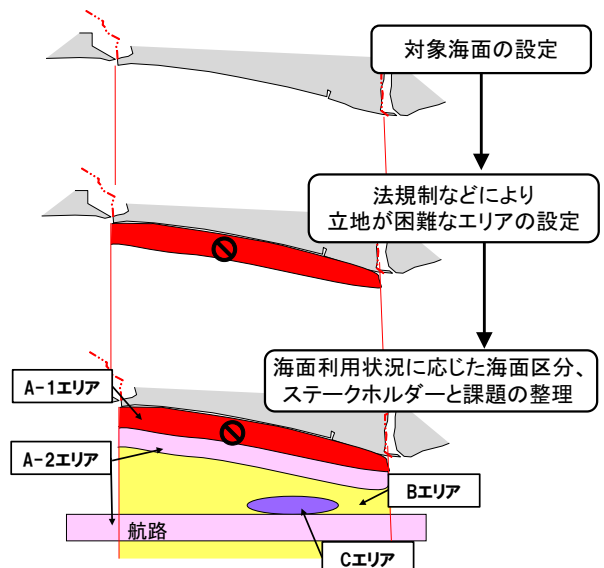 対象海面の設定
法規制などにより
立地が困難なエリアの設定
海面利用状況に応じた海面区分、
ステークホルダーと課題の整理
A-1エリア
A-2エリア
Bエリア
航路
Cエリア